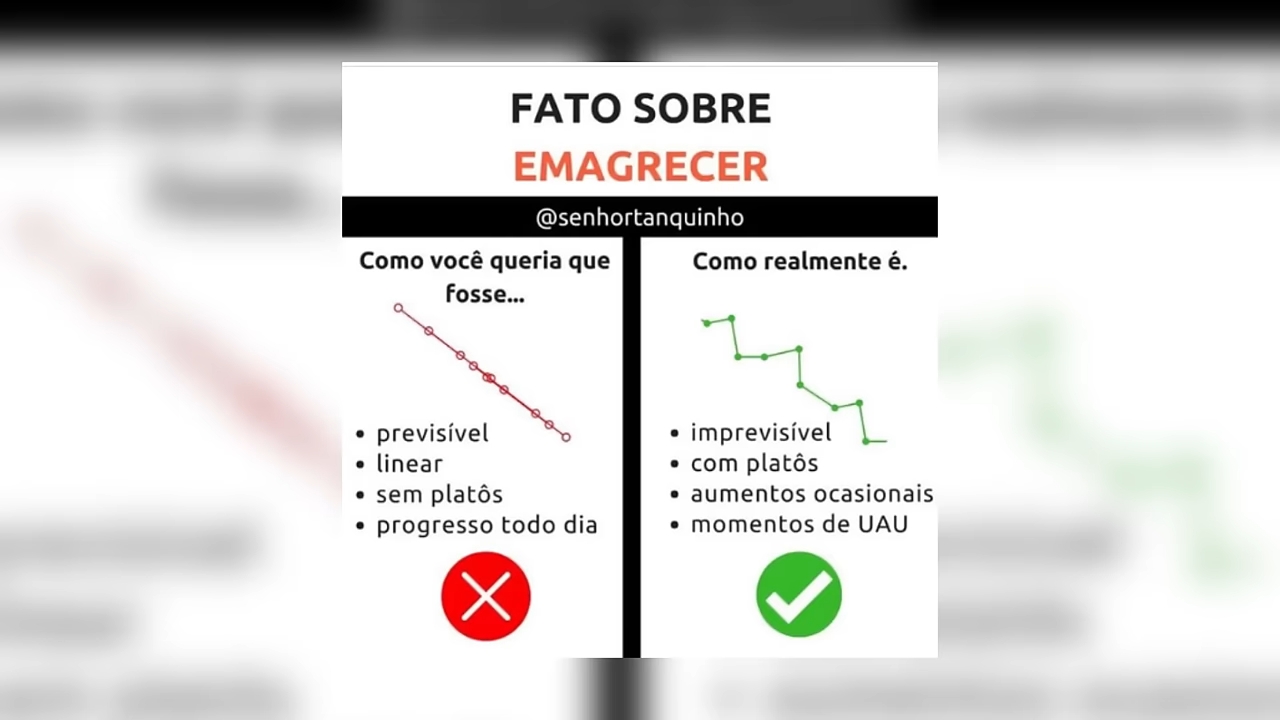 FATO SOBRE
EMAGRECER
@senhortanquinho
Como você queria que
fosse...
previsível
linear
sem platôs
progresso todo dia
Como realmente é.
imprevisível
com platôs
aumentos ocasionais
momentos de UAU